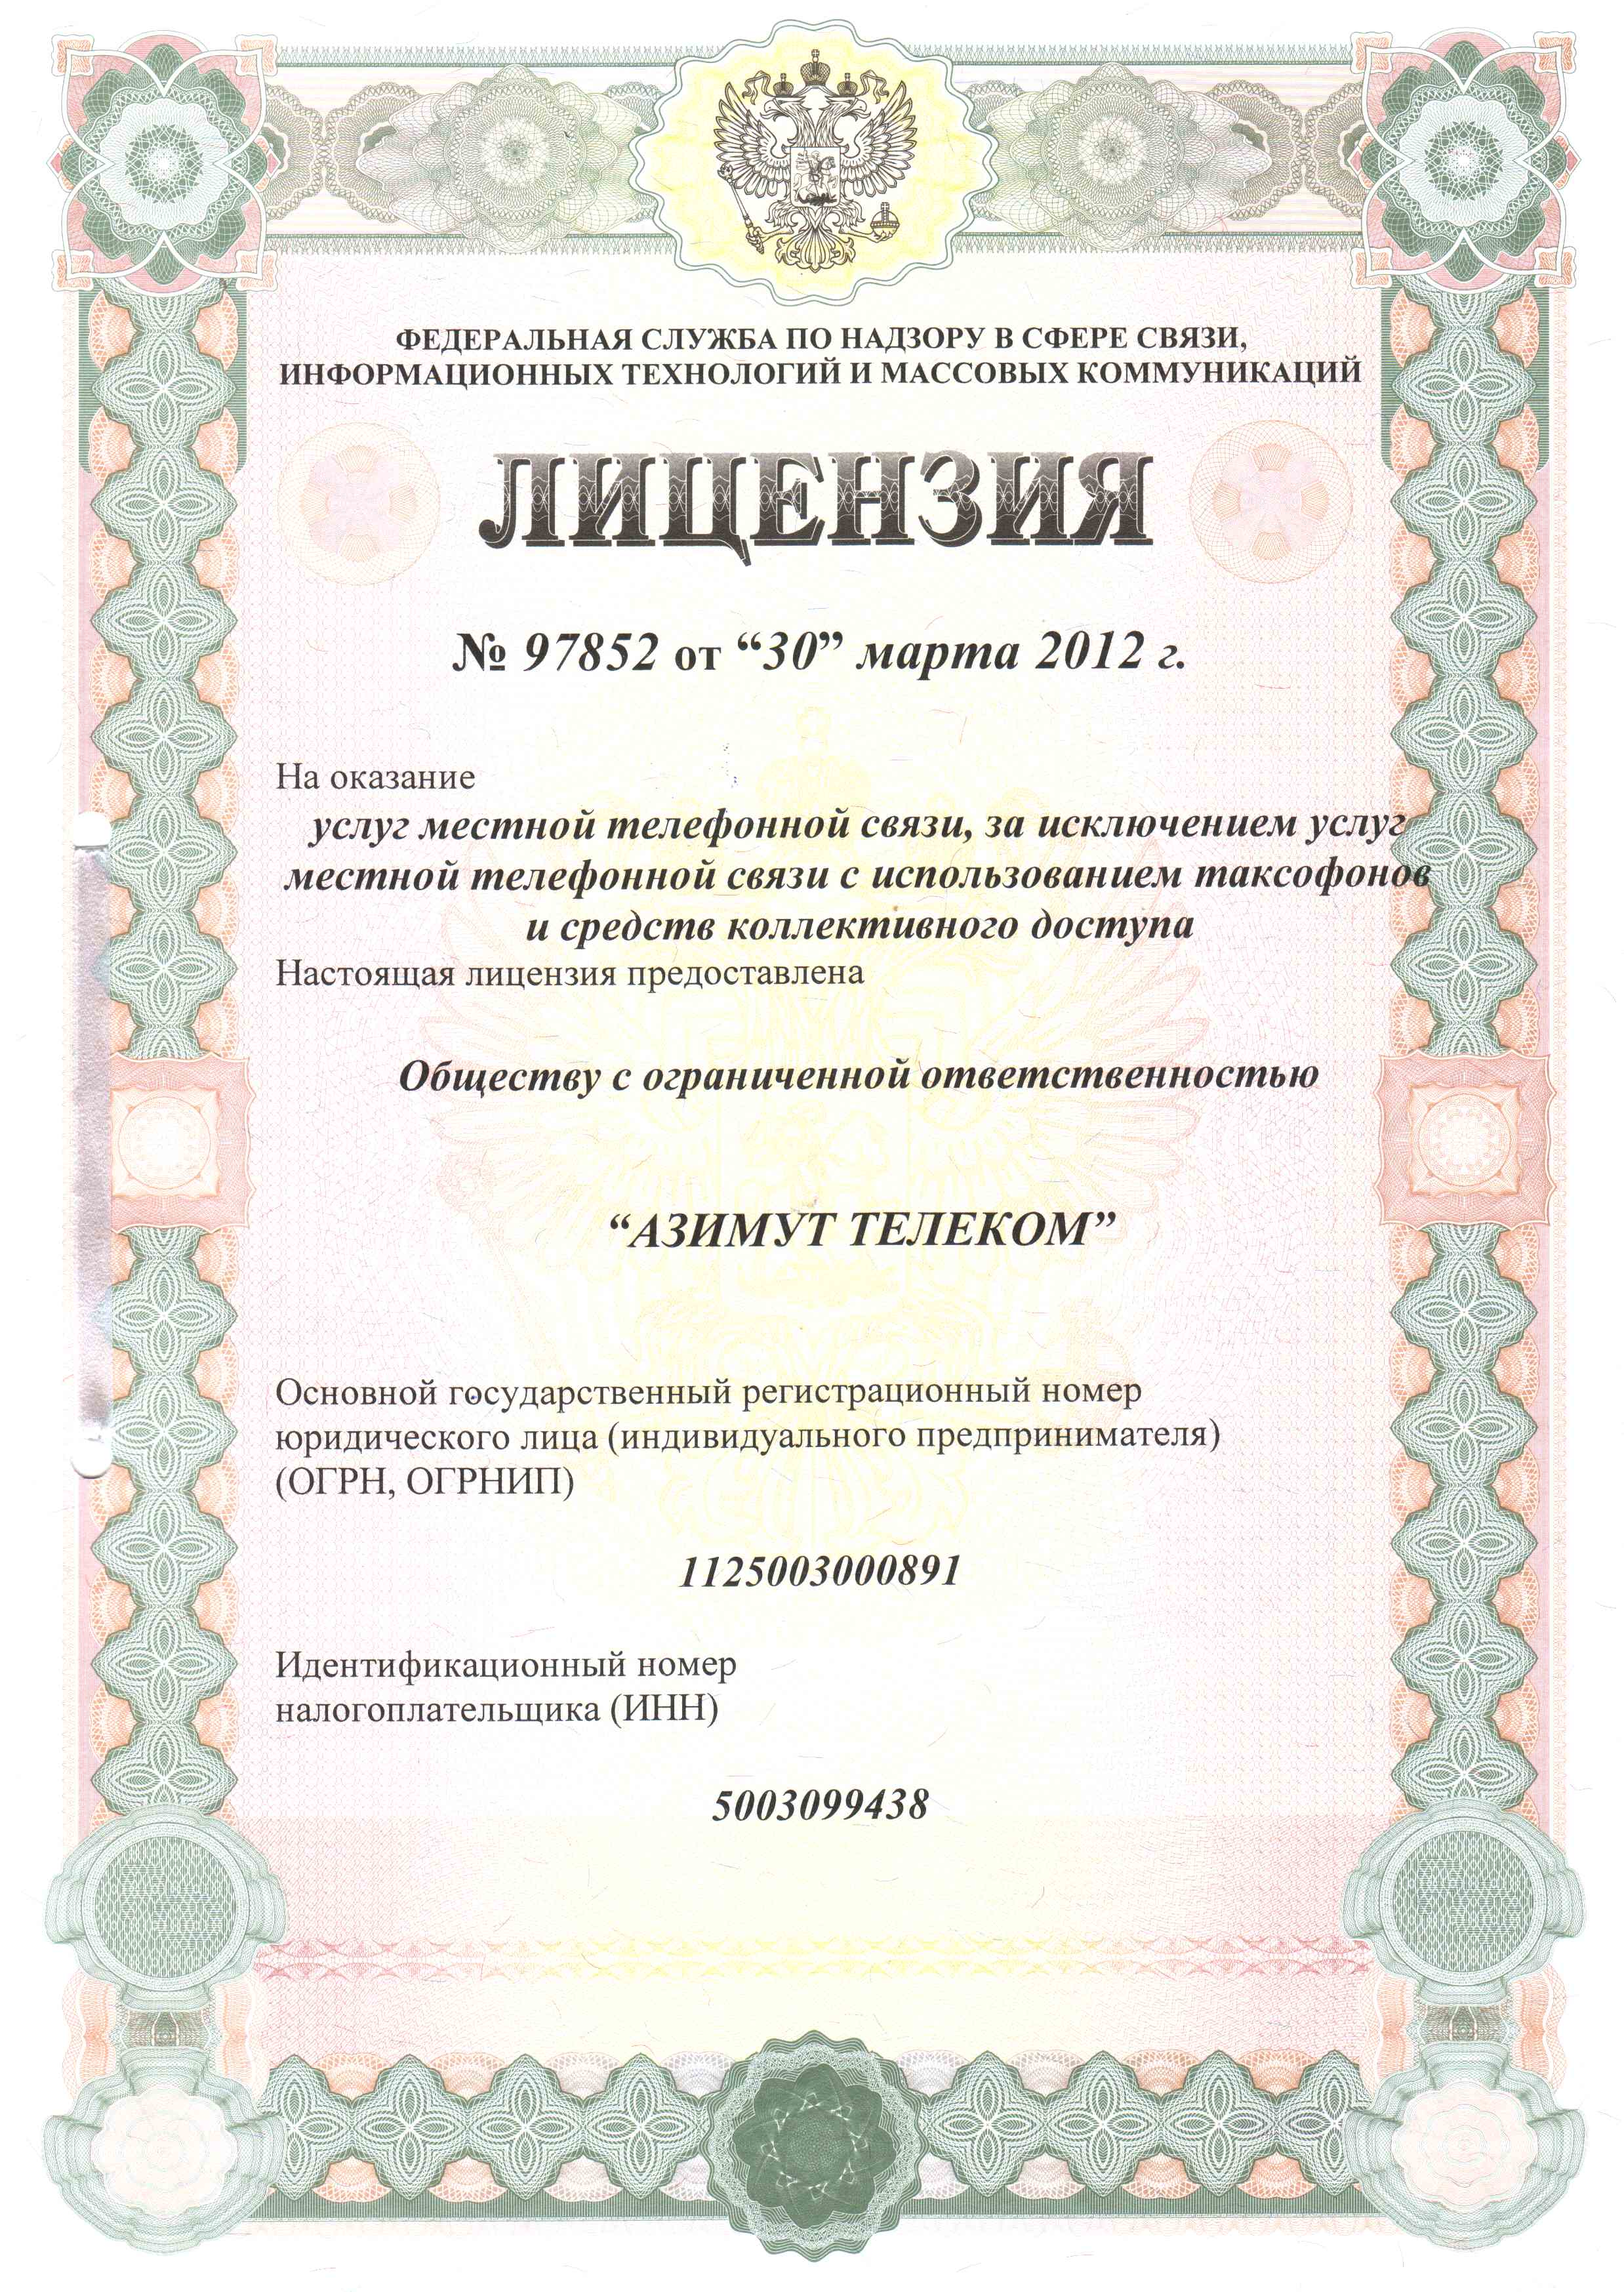 ФЕДЕРАЛЬНАЯ СЛУЖБА ПО НАДЗОРУ В СФЕРЕ СВЯЗИ,
ИНФОРМАЦИОННЫХ ТЕХНОЛОГИЙ И МАССОВЫХ КОММУНИКАЦИЙ
ЛИЦЕНЗИЯ
№ 97852 от “30” марта 2012 г.
На оказание
услуг местной телефонной связи, за исключением услуг
местной телефонной связи с использованием таксофонов
и средств коллективного доступа
Настоящая лицензия предоставлена
Обществу с ограниченной ответственностью
“АЗИМУТ ТЕЛЕКОМ”
Основной государственный регистрационный номер
юридического лица (индивидуального предпринимателя)
(ОГРН, ОГРНИП)
1125003000891
Идентификационный номер
налогоплательщика (ИНН)
5003099438